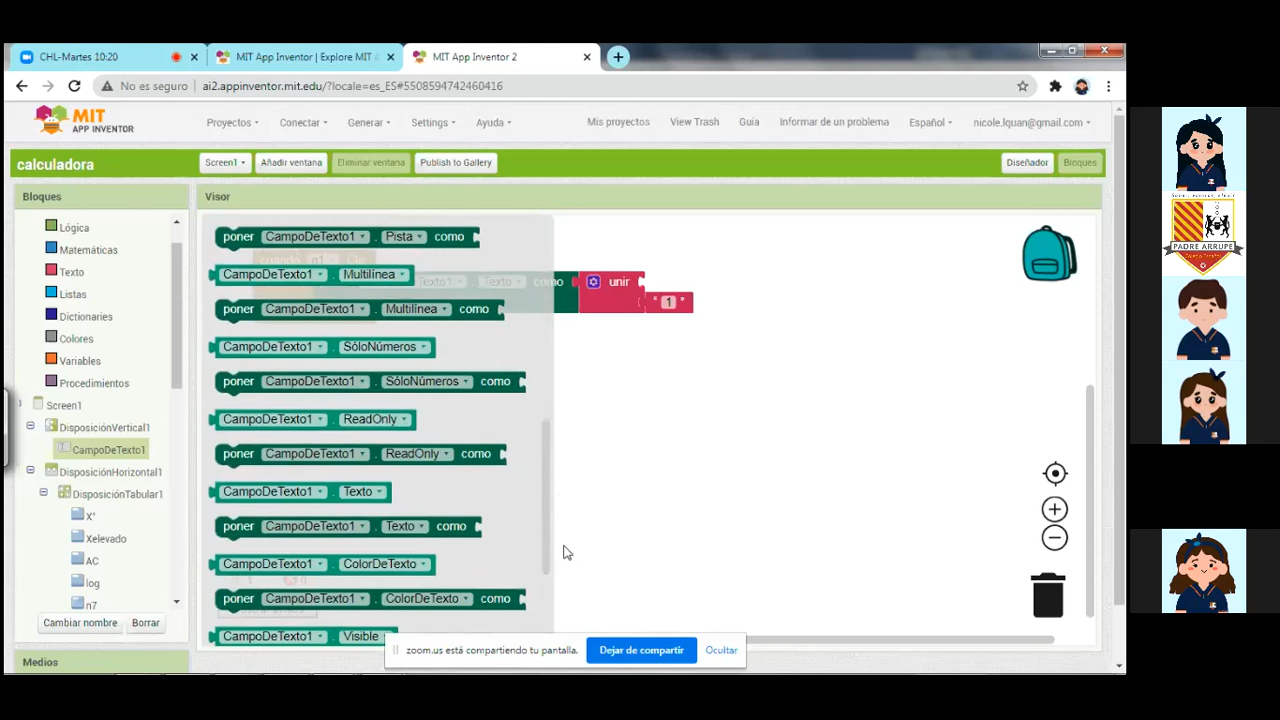 CHL-Martes 10:20
MIT App Inventor | Explore MIT
MIT App Inventor 2
No es seguro
ai2.appinventor.mit.edu/?locale=es_ES#5508594742460416
MIT
APP INVENTOR
Proyectos
Conectar
Generar
Settings
Ayuda
Mis proyectos
View Trash
Guía
Informar de un problema
Español
nicole.lquan@gmail.com
calculadora
Screen1
Añadir ventana
Eliminar ventana
Publish to Gallery
Diseñador
Bloques
Bloques
Lógica
Matemáticas
Texto
Listas
Dictionaries
Colores
Variables
Procedimientos
Screen1
DisposiciónVertical1
CampoDeTexto1
DisposiciónHorizontal1
DisposiciónTabular1
X"
Xelevado
AC
log
n7
Cambiar nombre
Borrar
Medios
Visor
poner CampoDeTexto1 . Pista como
cuando n1 .Clic
CampoDeTexto1 . Multilínea
Texto1 . Texto como unir
" 1 "
poner CampoDeTexto1 . Multilínea como
CampoDeTexto1 . SóloNúmeros
poner CampoDeTexto1 . SóloNúmeros como
CampoDeTexto1 . ReadOnly
poner CampoDeTexto1 . ReadOnly como
CampoDeTexto1 . Texto
poner CampoDeTexto1 . Texto como
CampoDeTexto1 . ColorDeTexto
poner CampoDeTexto1 . ColorDeTexto como
CampoDeTexto1 . Visible
zoom.us está compartiendo tu pantalla.
Dejar de compartir
Ocultar
PADRE ARRUPE